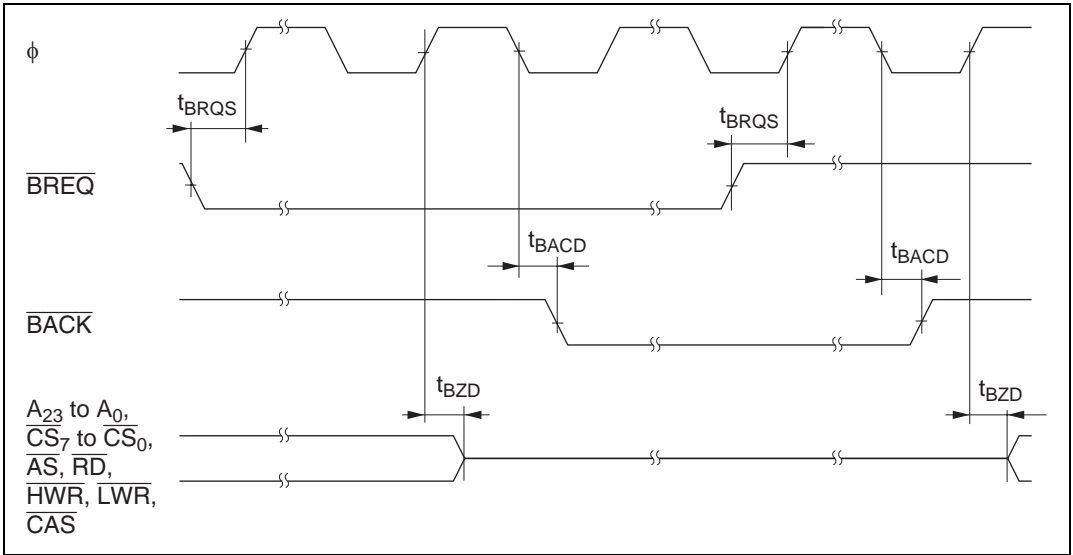 ϕ
tBRQS
tBRQS
BREQ
tBACD
tBACD
BACK
tBZD
tBZD
A23 to A0,
CS7 to CS0,
AS, RD,
HWR, LWR,
CAS